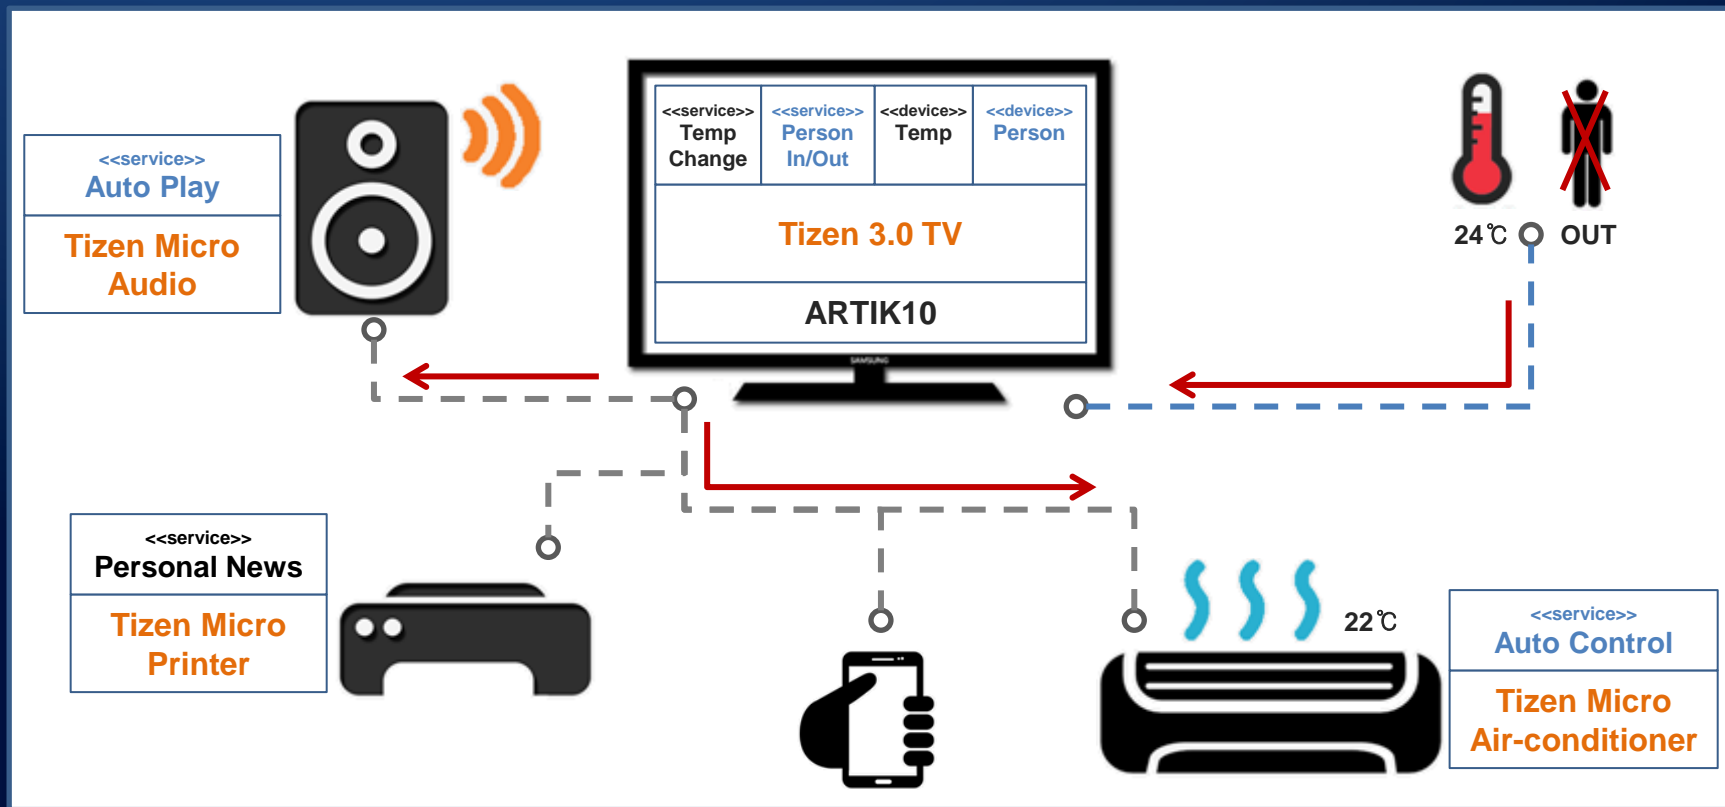 <<service>>
Auto Play
Tizen Micro
Audio
<<service>>
Temp
Change
<<service>>
Person
In/Out
<<device>>
Temp
<<device>>
Person
Tizen 3.0 TV
ARTIK10
SAMSUNG
24℃
OUT
<<service>>
Personal News
Tizen Micro
Printer
22℃
<<service>>
Auto Control
Tizen Micro
Air-conditioner